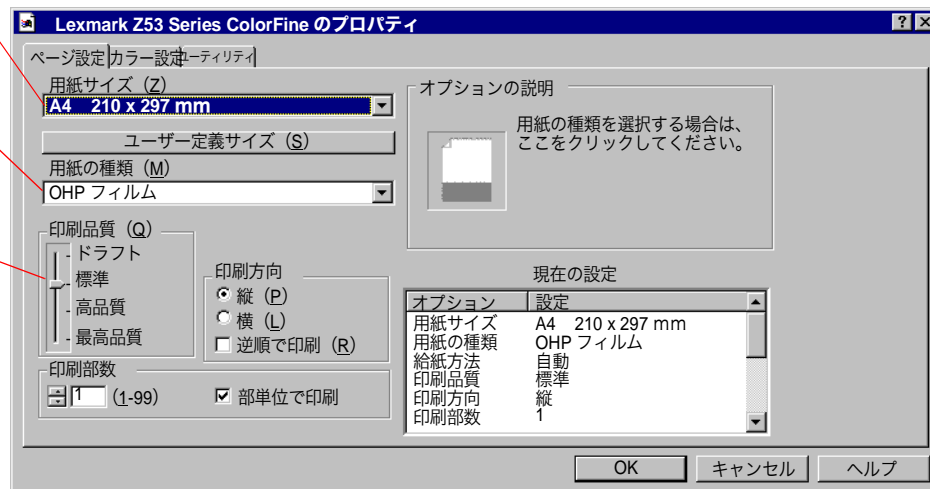 Lexmark Z53 Series ColorFine のプロパティ
ページ設定 カラー設定 ユーティリティ
用紙サイズ (Z)
A4 210 x 297 mm
ユーザー定義サイズ (S)
用紙の種類 (M)
OHP フィルム
印刷品質 (Q)
ドラフト
標準
高品質
最高品質
印刷方向
縦 (P)
横 (L)
逆順で印刷 (R)
印刷部数
1 (1-99)
部単位で印刷
オプションの説明
用紙の種類を選択する場合は、
ここをクリックしてください。
現在の設定
オプション 設定
用紙サイズ A4 210 x 297 mm
用紙の種類 OHP フィルム
給紙方法 自動
印刷品質 標準
印刷方向 縦
印刷部数 1
OK キャンセル ヘルプ